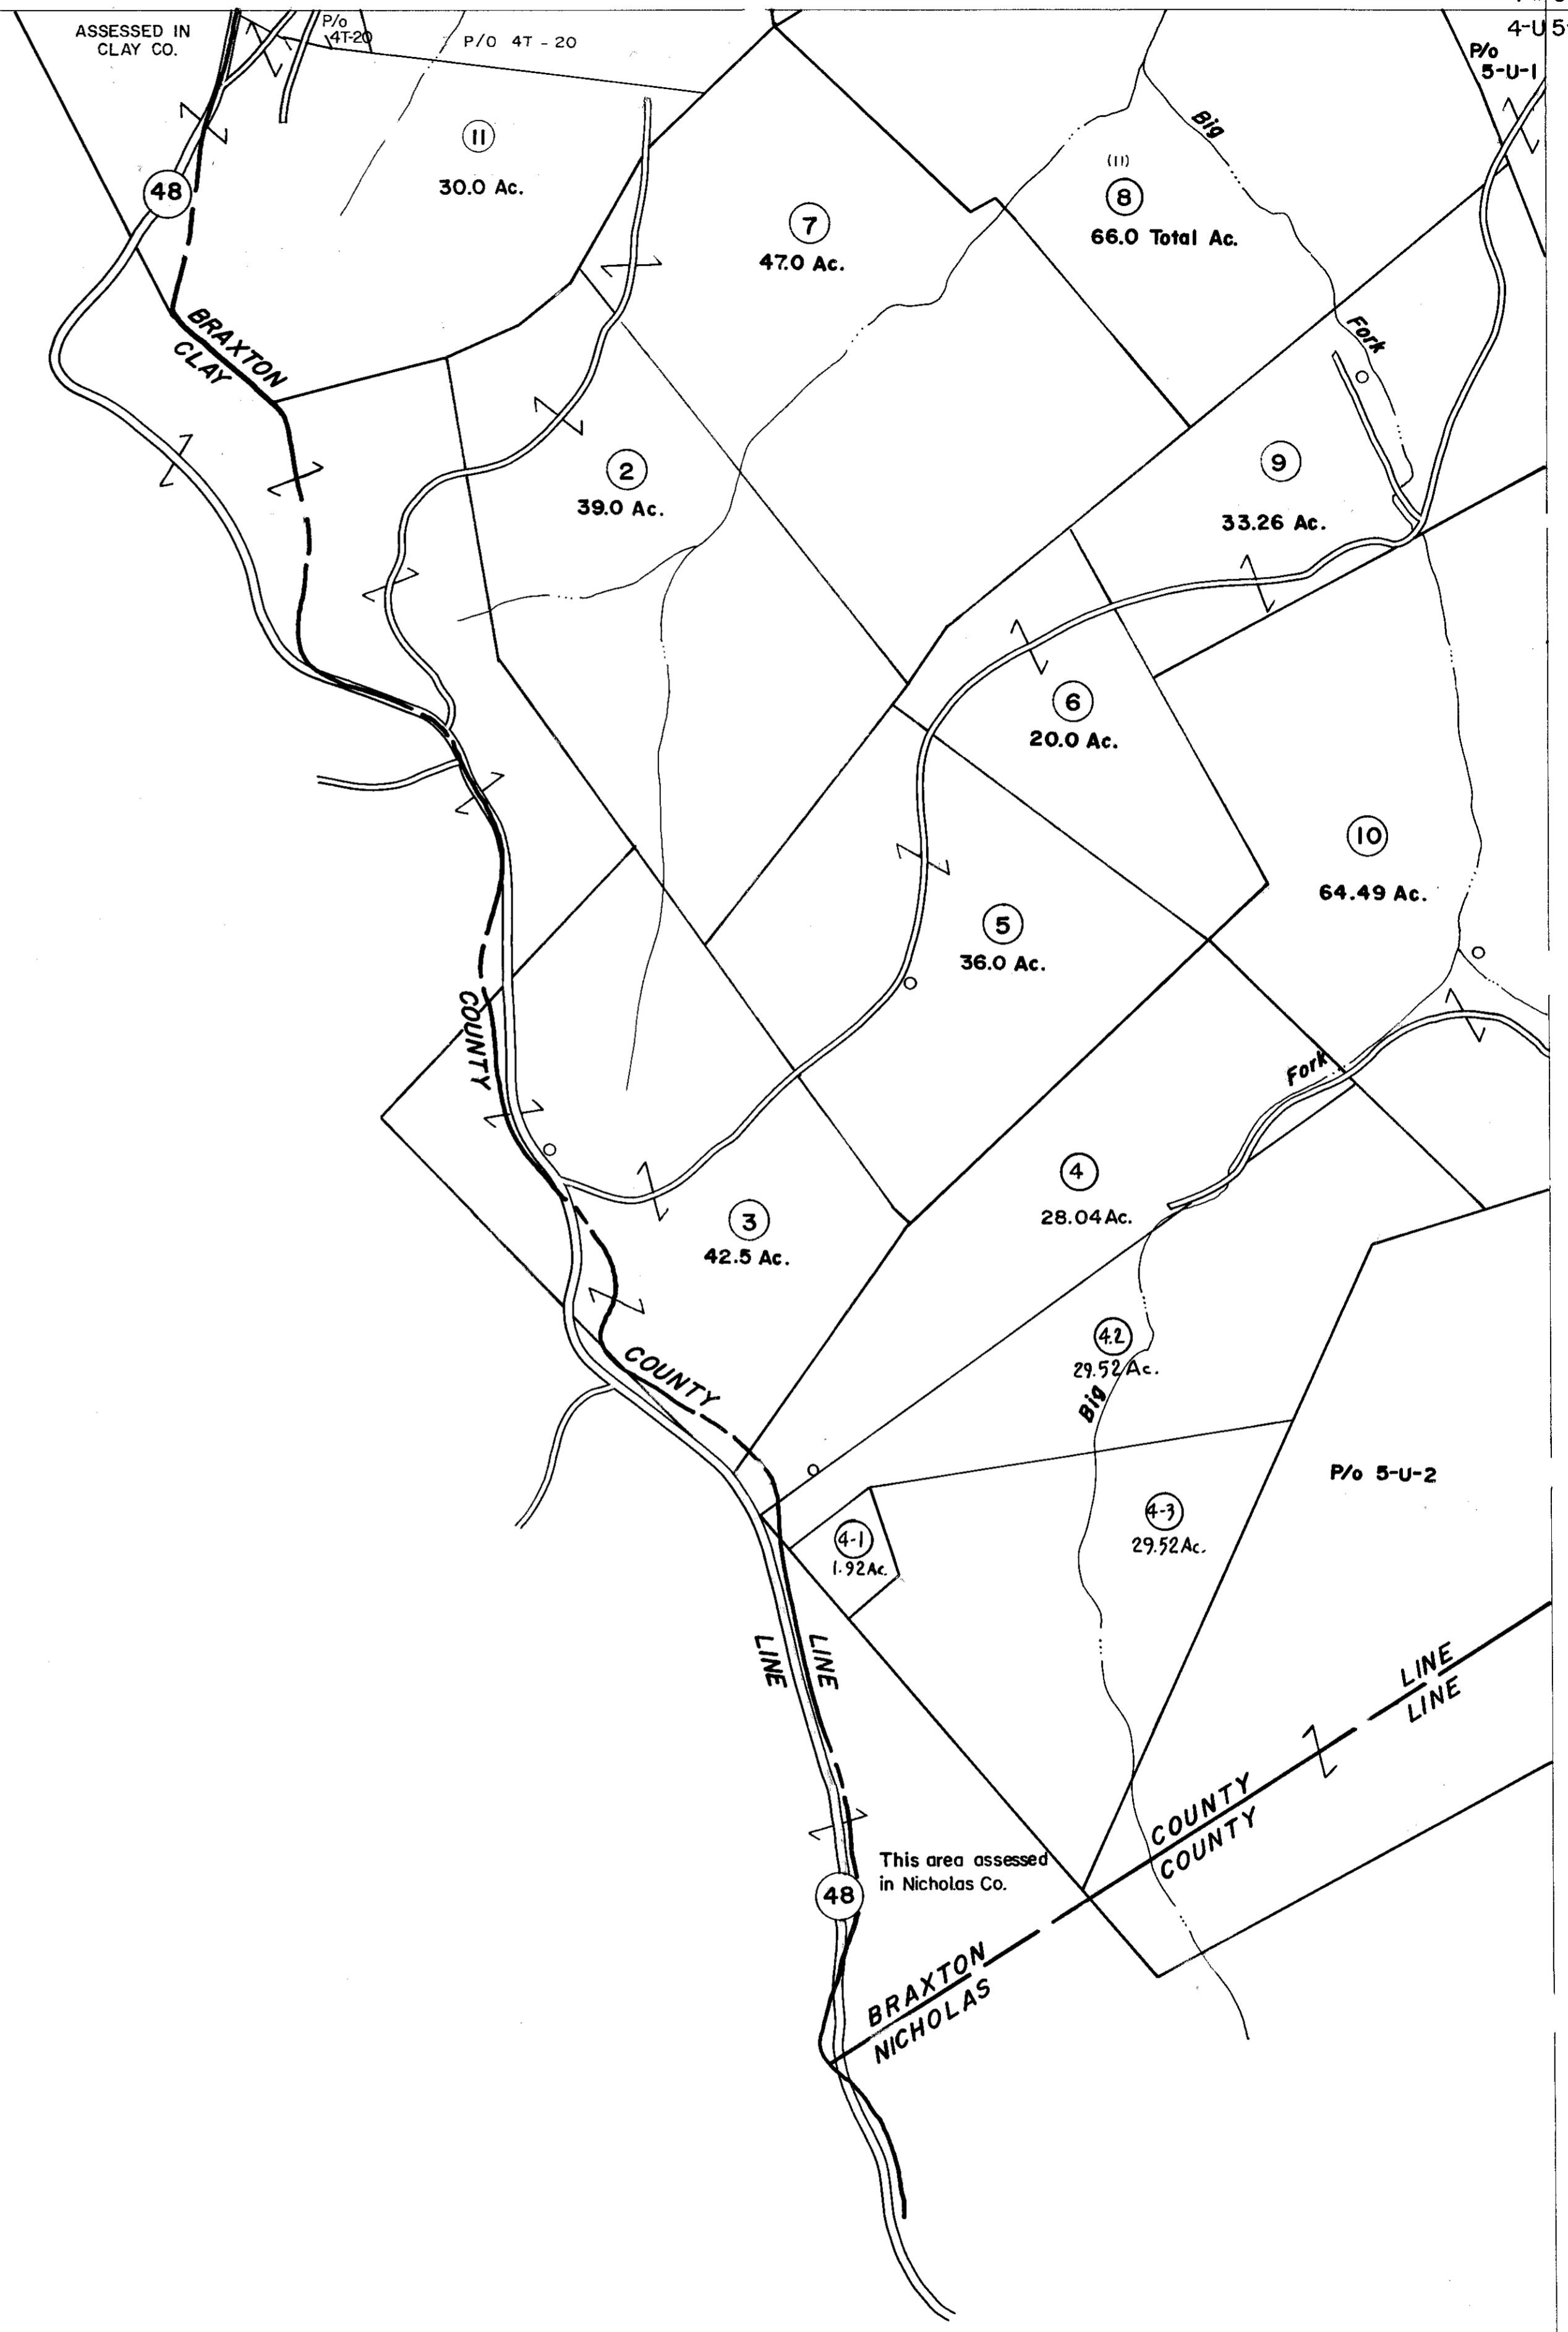 ASSESSED IN
CLAY CO.
P/o
4T-20
P/O 4T - 20
4-U
5
P/o
5-U-1
11
30.0 Ac.
48
Big
(11)
8
66.0 Total Ac.
7
47.0 Ac.
BRAXTON
CLAY
Fork
2
39.0 Ac.
9
33.26 Ac.
6
20.0 Ac.
10
64.49 Ac.
5
36.0 Ac.
COUNTY
Fork
4
28.04 Ac.
3
42.5 Ac.
4.2
29.52 Ac.
COUNTY
Big
P/o 5-U-2
4-3
29.52 Ac.
4-1
1.92 Ac.
LINE
LINE
LINE
LINE
COUNTY
COUNTY
This area assessed
in Nicholas Co.
48
BRAXTON
NICHOLAS